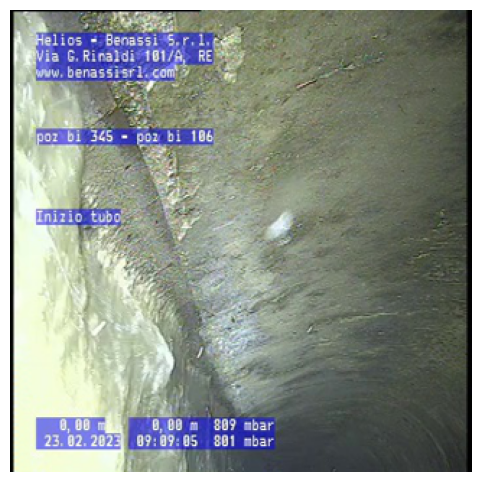 Helios - Benassi S.r.l.
Via G.Rinaldi 101/A, RE
www.benassisrl.com
poz bi 345 - poz bi 106
Inizio tubo
0,00 m 0,00 m 809 mbar
23.02.2023 09:09:05 801 mbar